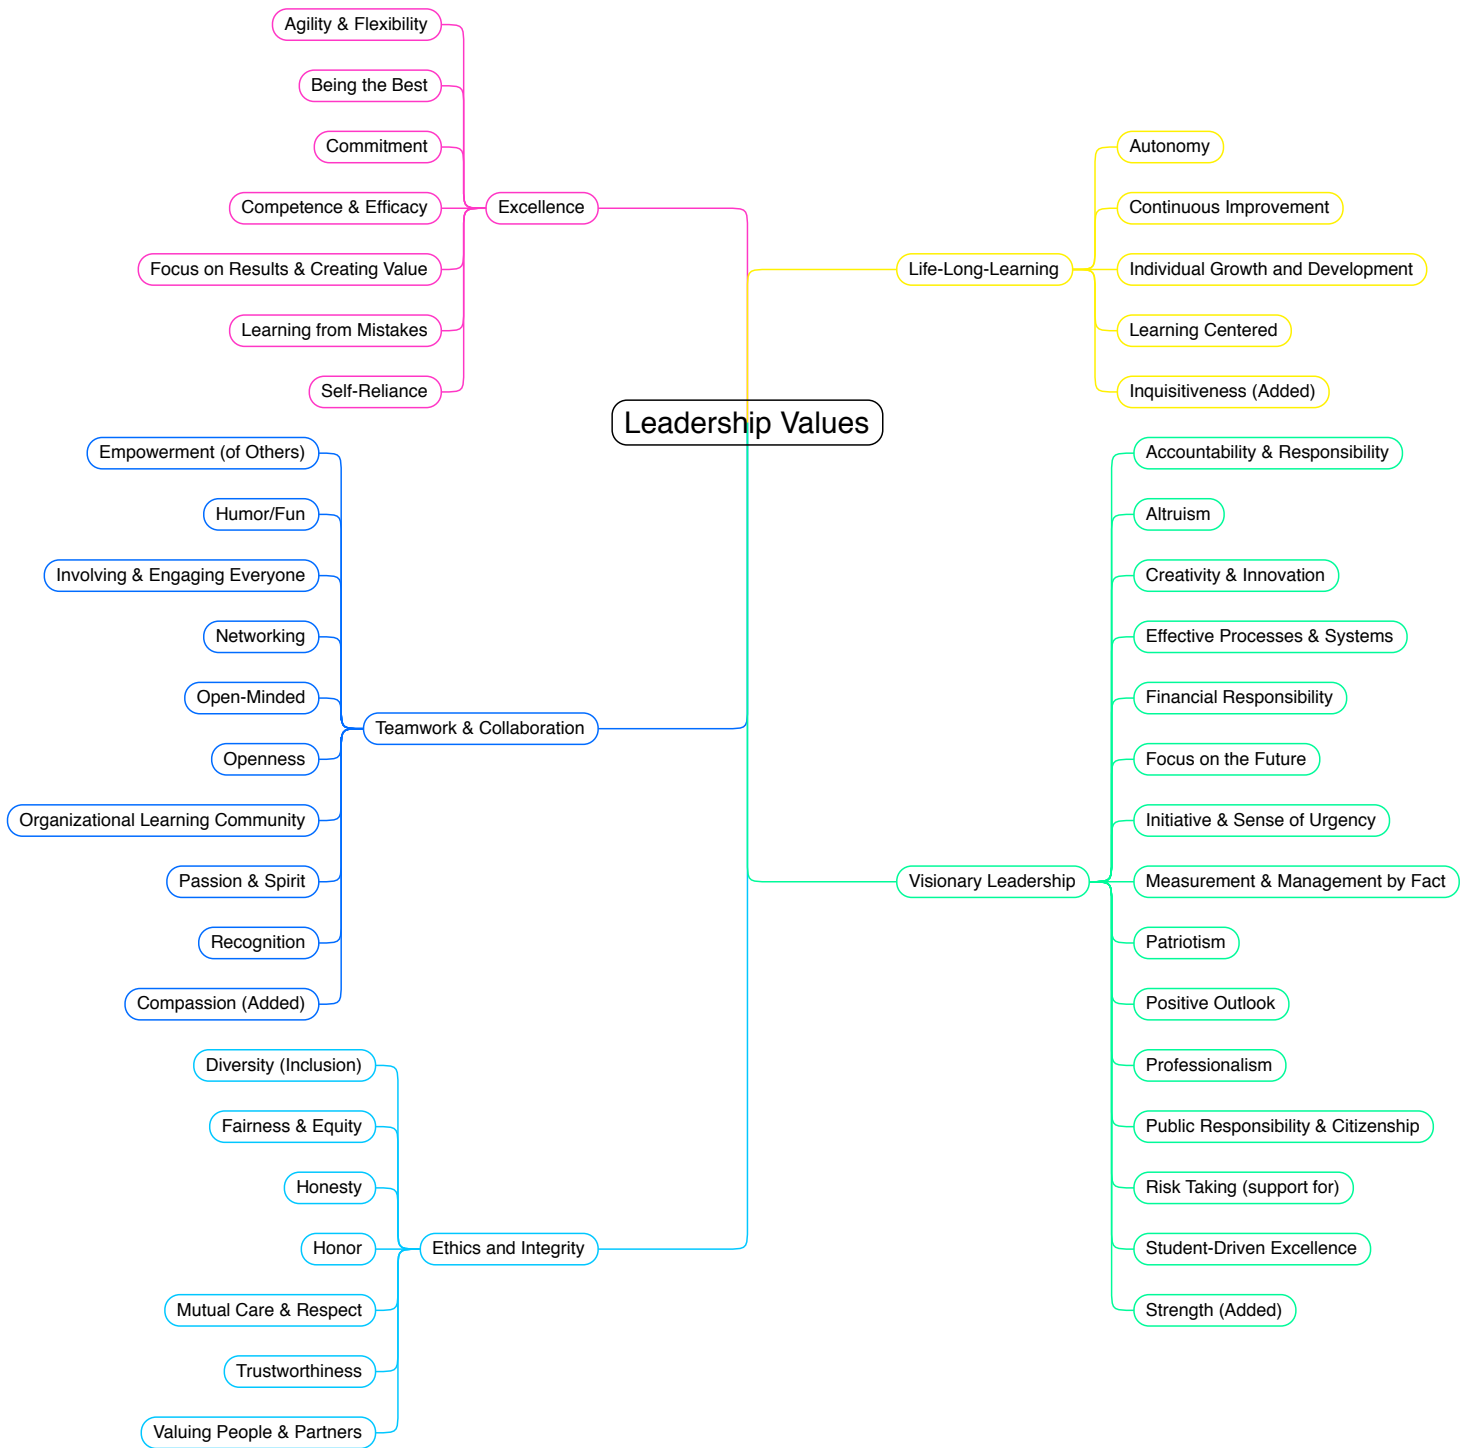 Leadership Values
Excellence
Agility & Flexibility
Being the Best
Commitment
Competence & Efficacy
Focus on Results & Creating Value
Learning from Mistakes
Self-Reliance
Teamwork & Collaboration
Empowerment (of Others)
Humor/Fun
Involving & Engaging Everyone
Networking
Open-Minded
Openness
Organizational Learning Community
Passion & Spirit
Recognition
Compassion (Added)
Ethics and Integrity
Diversity (Inclusion)
Fairness & Equity
Honesty
Honor
Mutual Care & Respect
Trustworthiness
Valuing People & Partners
Life-Long-Learning
Autonomy
Continuous Improvement
Individual Growth and Development
Learning Centered
Inquisitiveness (Added)
Visionary Leadership
Accountability & Responsibility
Altruism
Creativity & Innovation
Effective Processes & Systems
Financial Responsibility
Focus on the Future
Initiative & Sense of Urgency
Measurement & Management by Fact
Patriotism
Positive Outlook
Professionalism
Public Responsibility & Citizenship
Risk Taking (support for)
Student-Driven Excellence
Strength (Added)